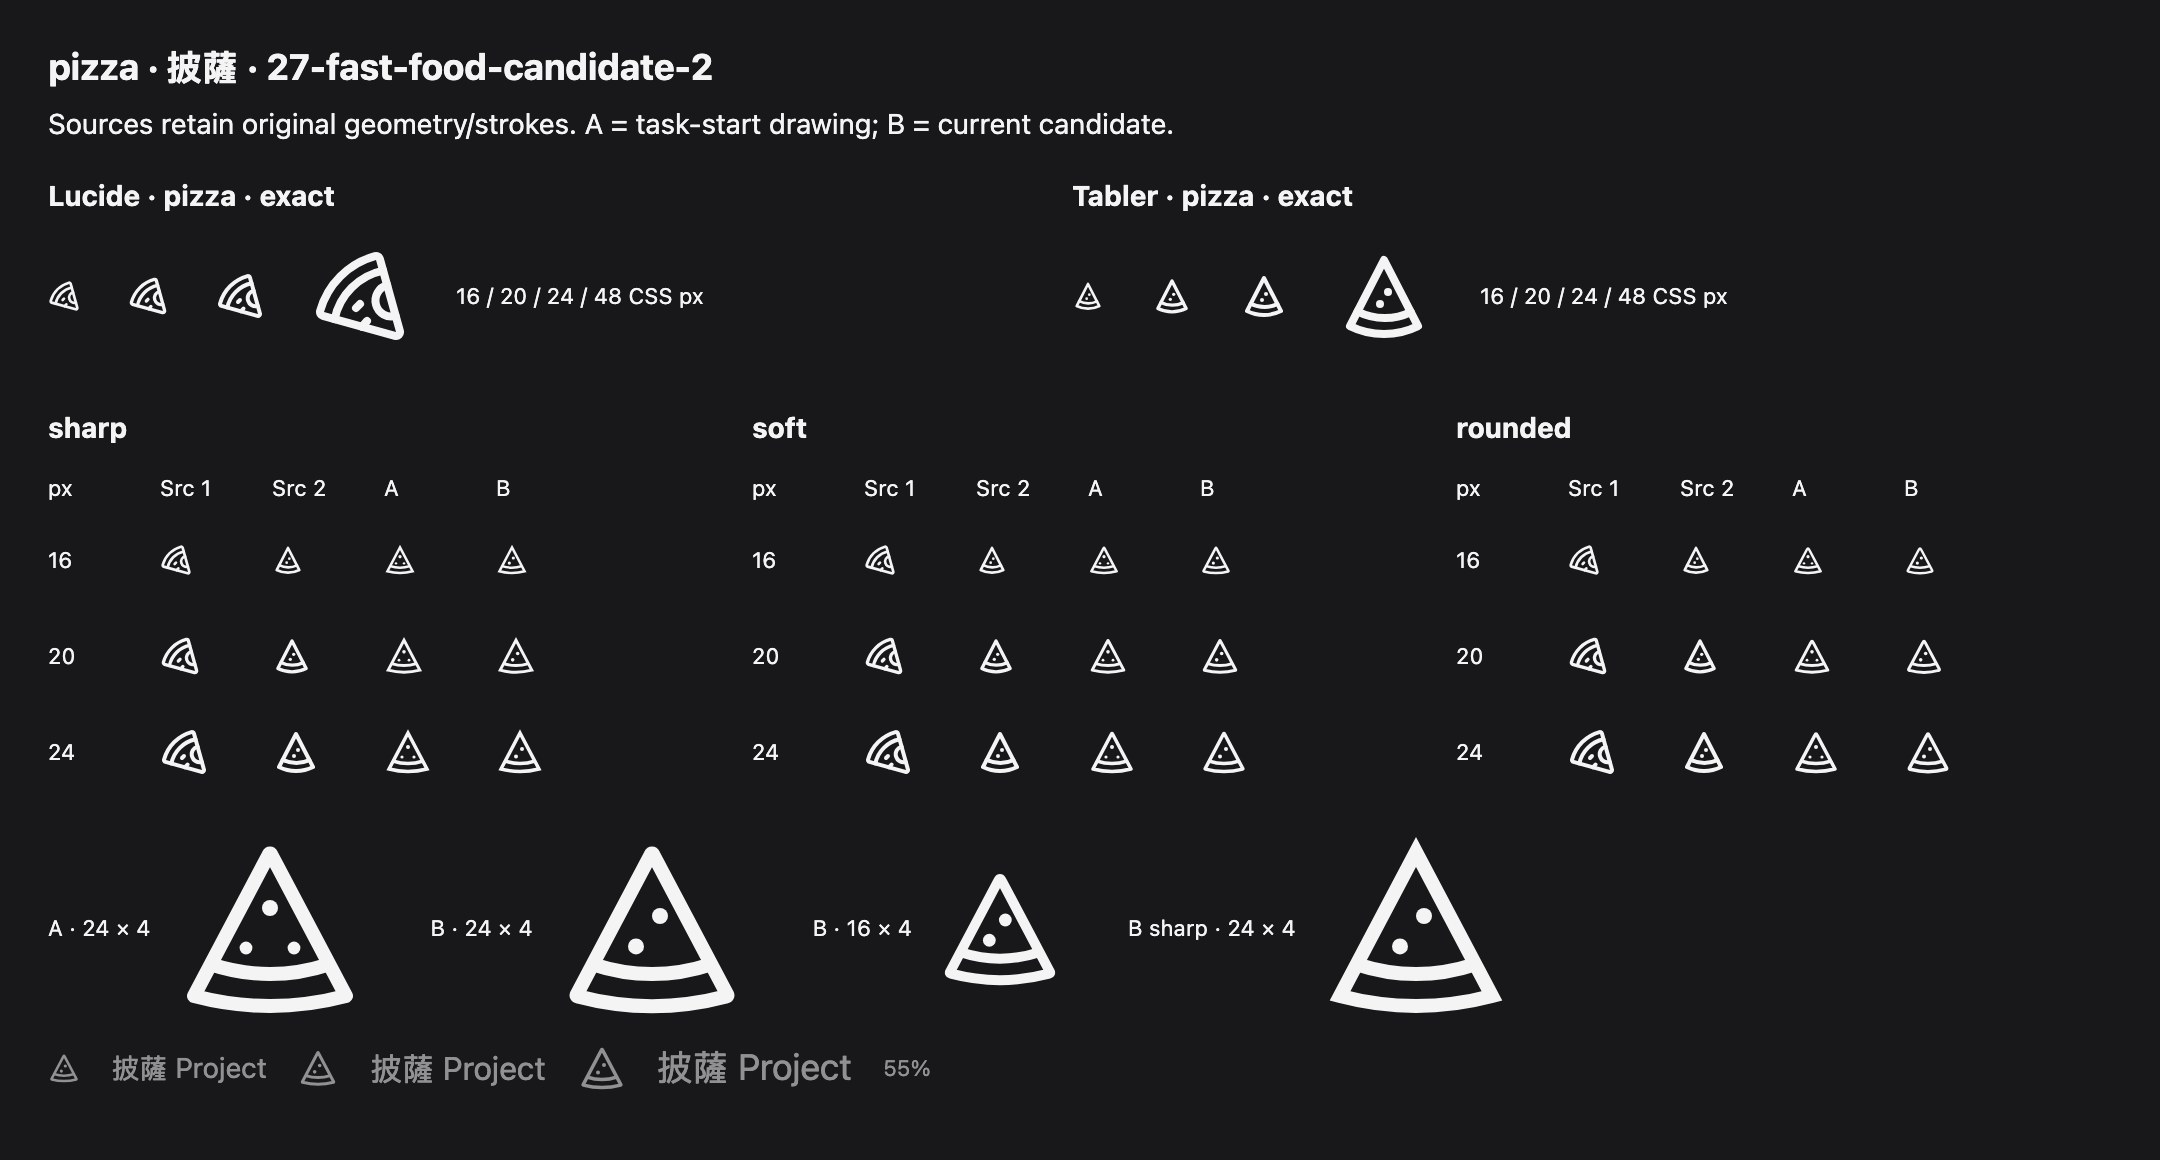 pizza · 披薩 · 27-fast-food-candidate-2
Sources retain original geometry/strokes. A = task-start drawing; B = current candidate.
Lucide · pizza · exact
16 / 20 / 24 / 48 CSS px
Tabler · pizza · exact
16 / 20 / 24 / 48 CSS px
sharp
px Src 1 Src 2 A B
16
20
24
soft
px Src 1 Src 2 A B
16
20
24
rounded
px Src 1 Src 2 A B
16
20
24
A · 24 × 4
B · 24 × 4
B · 16 × 4
B sharp · 24 × 4
披薩 Project 披薩 Project 披薩 Project 55%